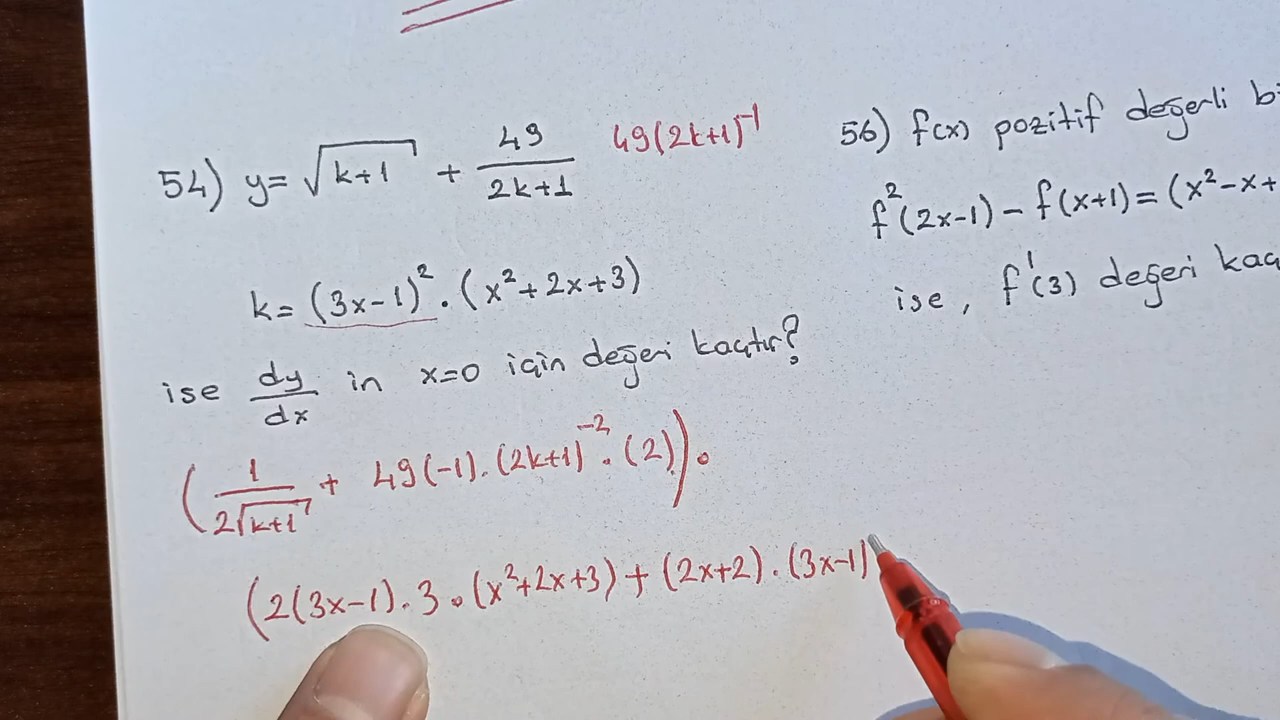 54) y = √(k+1) + 49/(2k+1) 49(2k+1)⁻¹
k = (3x-1)² . (x² + 2x + 3)
ise dy/dx in x=0 için değeri kaçtır?
(1/(2√(k+1)) + 49(-1).(2k+1)⁻².(2)).
(2(3x-1).3.(x²+2x+3) + (2x+2).(3x-1)
56) f(x) pozitif değerli
f²(2x-1) - f(x+1) = (x² - x +
ise, f'(3) değeri